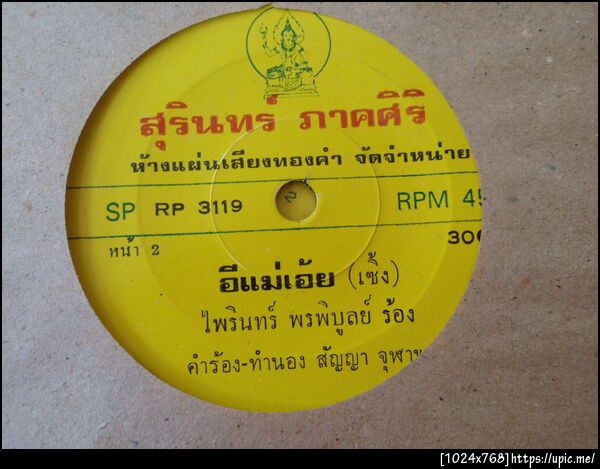 สุรินทร์ ภาคศิริ
ห้างแผ่นเสียงทองคำ จัดจำหน่าย
SP RP 3119 RPM 45
หน้า 2
อีแม่เอ้ย (เซิ้ง)
ไพรินทร์ พรพิบูลย์ ร้อง
คำร้อง-ทำนอง สัญญา
[1024x768]https://upic.me/